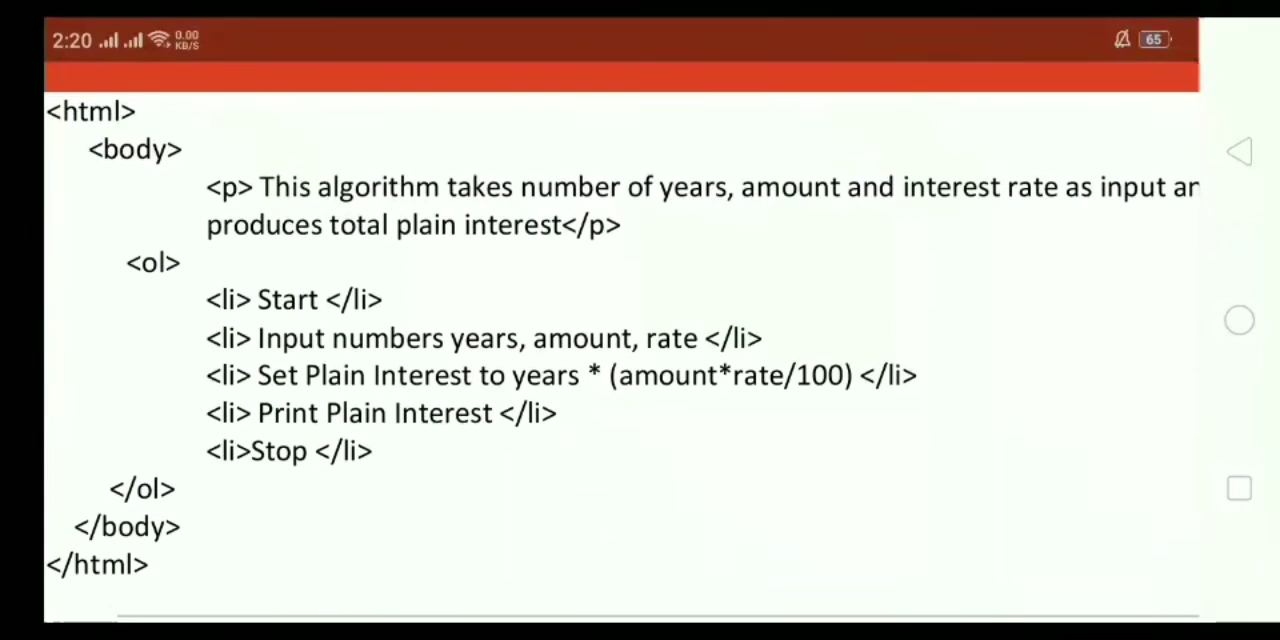 2:20 0.00 KB/S 65
<html>
<body>
<p> This algorithm takes number of years, amount and interest rate as input
produces total plain interest</p>
<ol>
<li> Start </li>
<li> Input numbers years, amount, rate </li>
<li> Set Plain Interest to years * (amount*rate/100) </li>
<li> Print Plain Interest </li>
<li>Stop </li>
</ol>
</body>
</html>